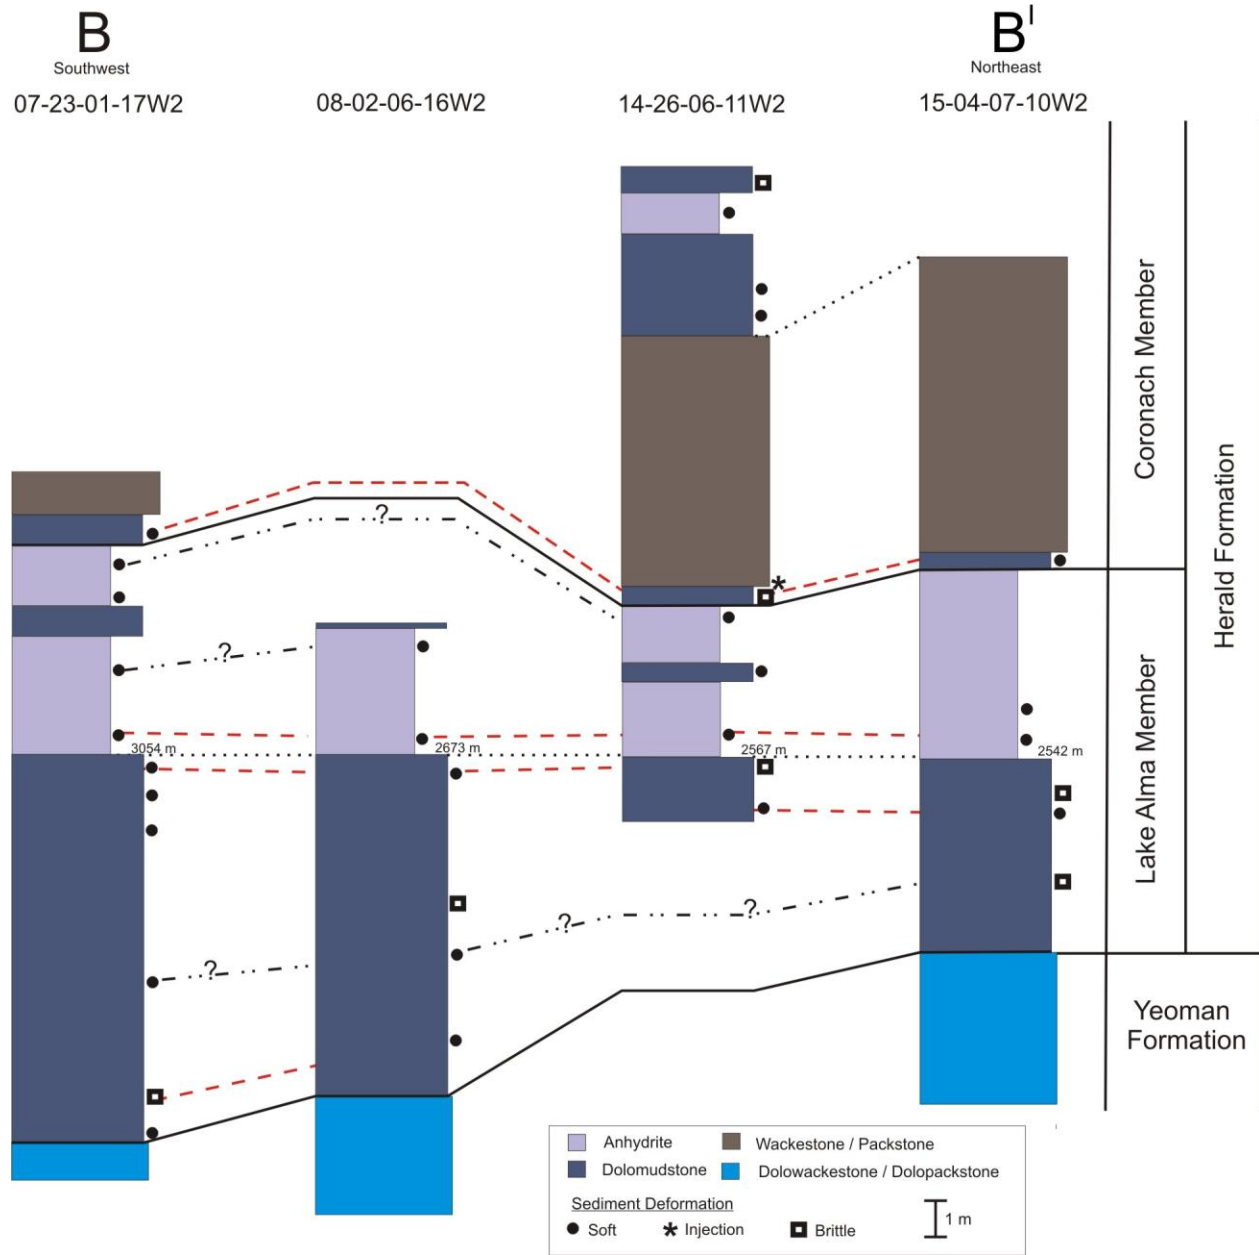 B
Southwest
B'
Northeast
07-23-01-17W2
08-02-06-16W2
14-26-06-11W2
15-04-07-10W2
Coronach Member
Herald Formation
Lake Alma Member
?
?
3054 m
2673 m
2567 m
2542 m
?
?
?
Yeoman
Formation
Anhydrite
Wackestone / Packstone
Dolomudstone
Dolowackestone / Dolopackstone
Sediment Deformation
Soft
* Injection
Brittle
1 m